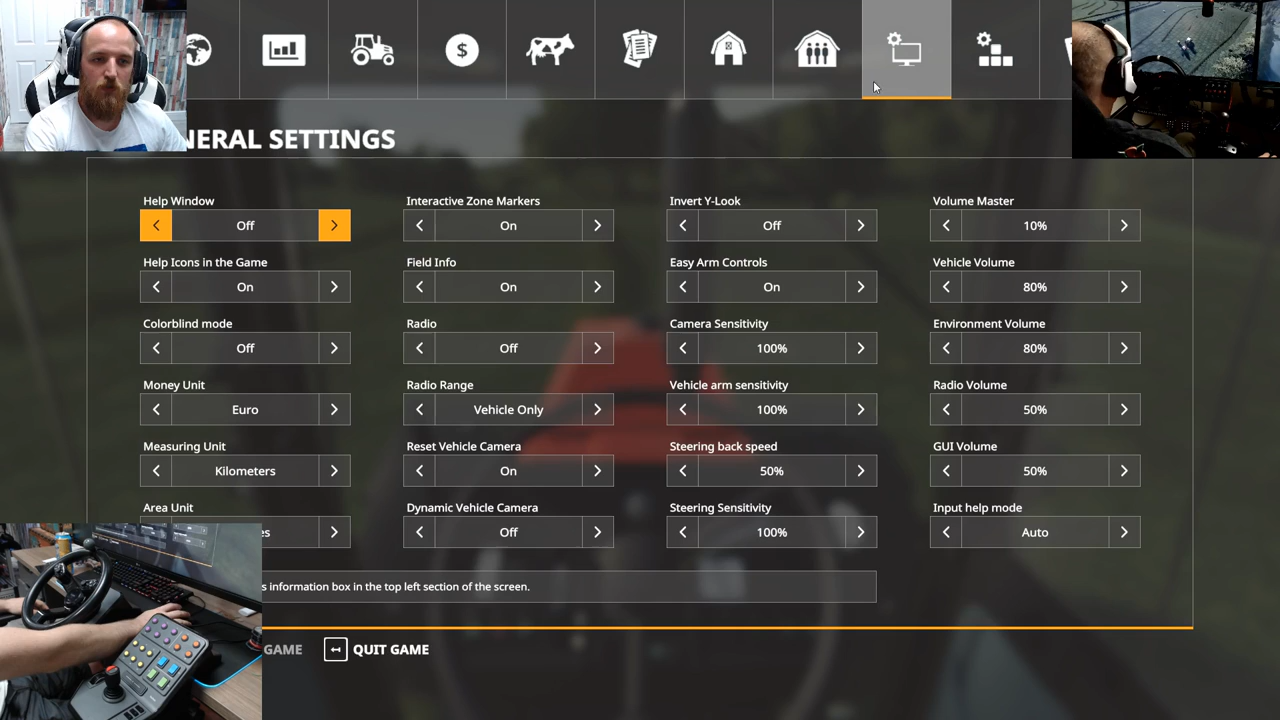 NERAL SETTINGS
Help Window
Off
Help Icons in the Game
On
Colorblind mode
Off
Money Unit
Euro
Measuring Unit
Kilometers
Area Unit
es
Interactive Zone Markers
On
Field Info
On
Radio
Off
Radio Range
Vehicle Only
Reset Vehicle Camera
On
Dynamic Vehicle Camera
Off
Invert Y-Look
Off
Easy Arm Controls
On
Camera Sensitivity
100%
Vehicle arm sensitivity
100%
Steering back speed
50%
Steering Sensitivity
100%
Volume Master
10%
Vehicle Volume
80%
Environment Volume
80%
Radio Volume
50%
GUI Volume
50%
Input help mode
Auto
s information box in the top left section of the screen.
GAME
QUIT GAME